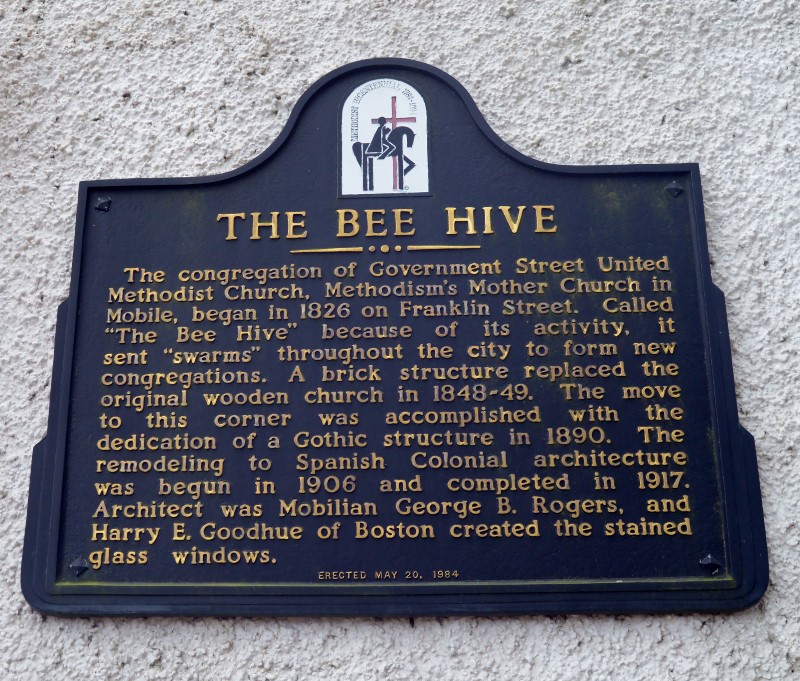 METHODIST BICENTENNIAL
THE BEE HIVE
The congregation of Government Street United
Methodist Church, Methodism's Mother Church in
Mobile, began in 1826 on Franklin Street. Called
"The Bee Hive" because of its activity, it
sent "swarms" throughout the city to form new
congregations. A brick structure replaced the
original wooden church in 1848-49. The move
to this corner was accomplished with the
dedication of a Gothic structure in 1890. The
remodeling to Spanish Colonial architecture
was begun in 1906 and completed in 1917.
Architect was Mobilian George B. Rogers, and
Harry E. Goodhue of Boston created the stained
glass windows.
ERECTED MAY 20, 1984